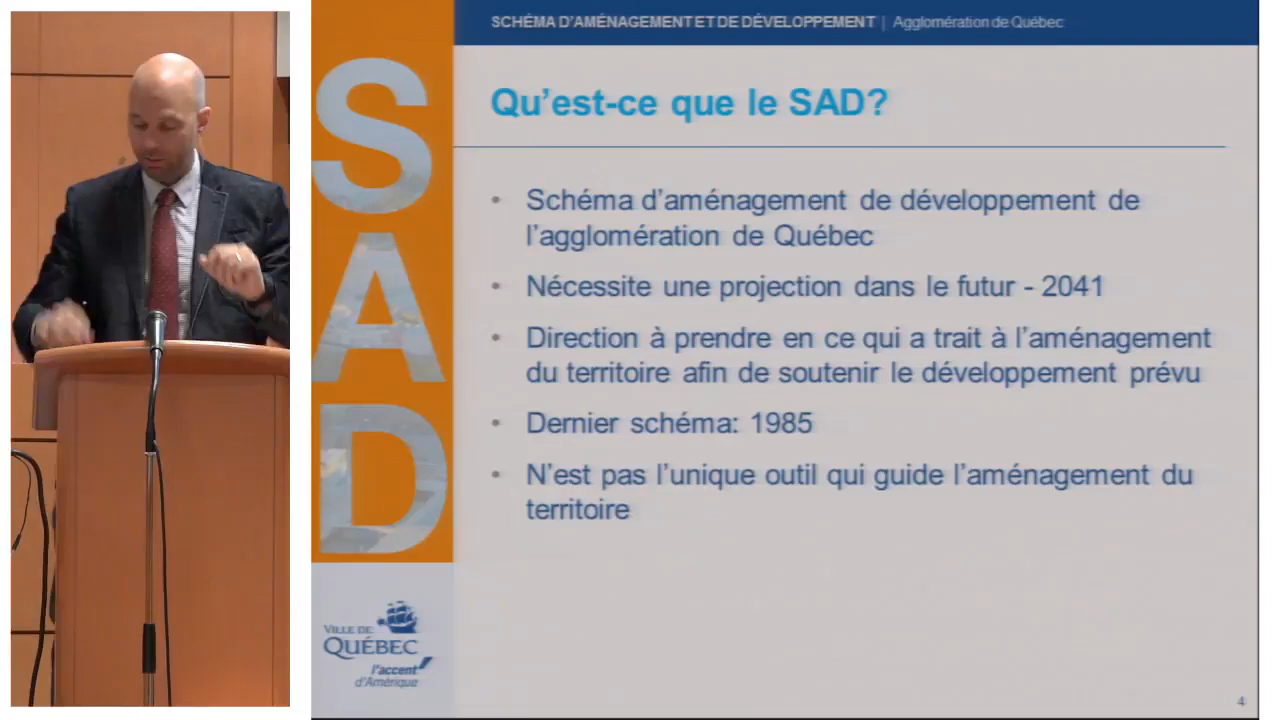 SCHÉMA D'AMÉNAGEMENT ET DE DÉVELOPPEMENT | Agglomération de Québec
SAD
Qu'est-ce que le SAD?
• Schéma d'aménagement de développement de
l'agglomération de Québec
• Nécessite une projection dans le futur - 2041
• Direction à prendre en ce qui a trait à l'aménagement
du territoire afin de soutenir le développement prévu
• Dernier schéma: 1985
• N'est pas l'unique outil qui guide l'aménagement du
territoire
VILLE DE
QUÉBEC
l'accent
d'Amérique
4